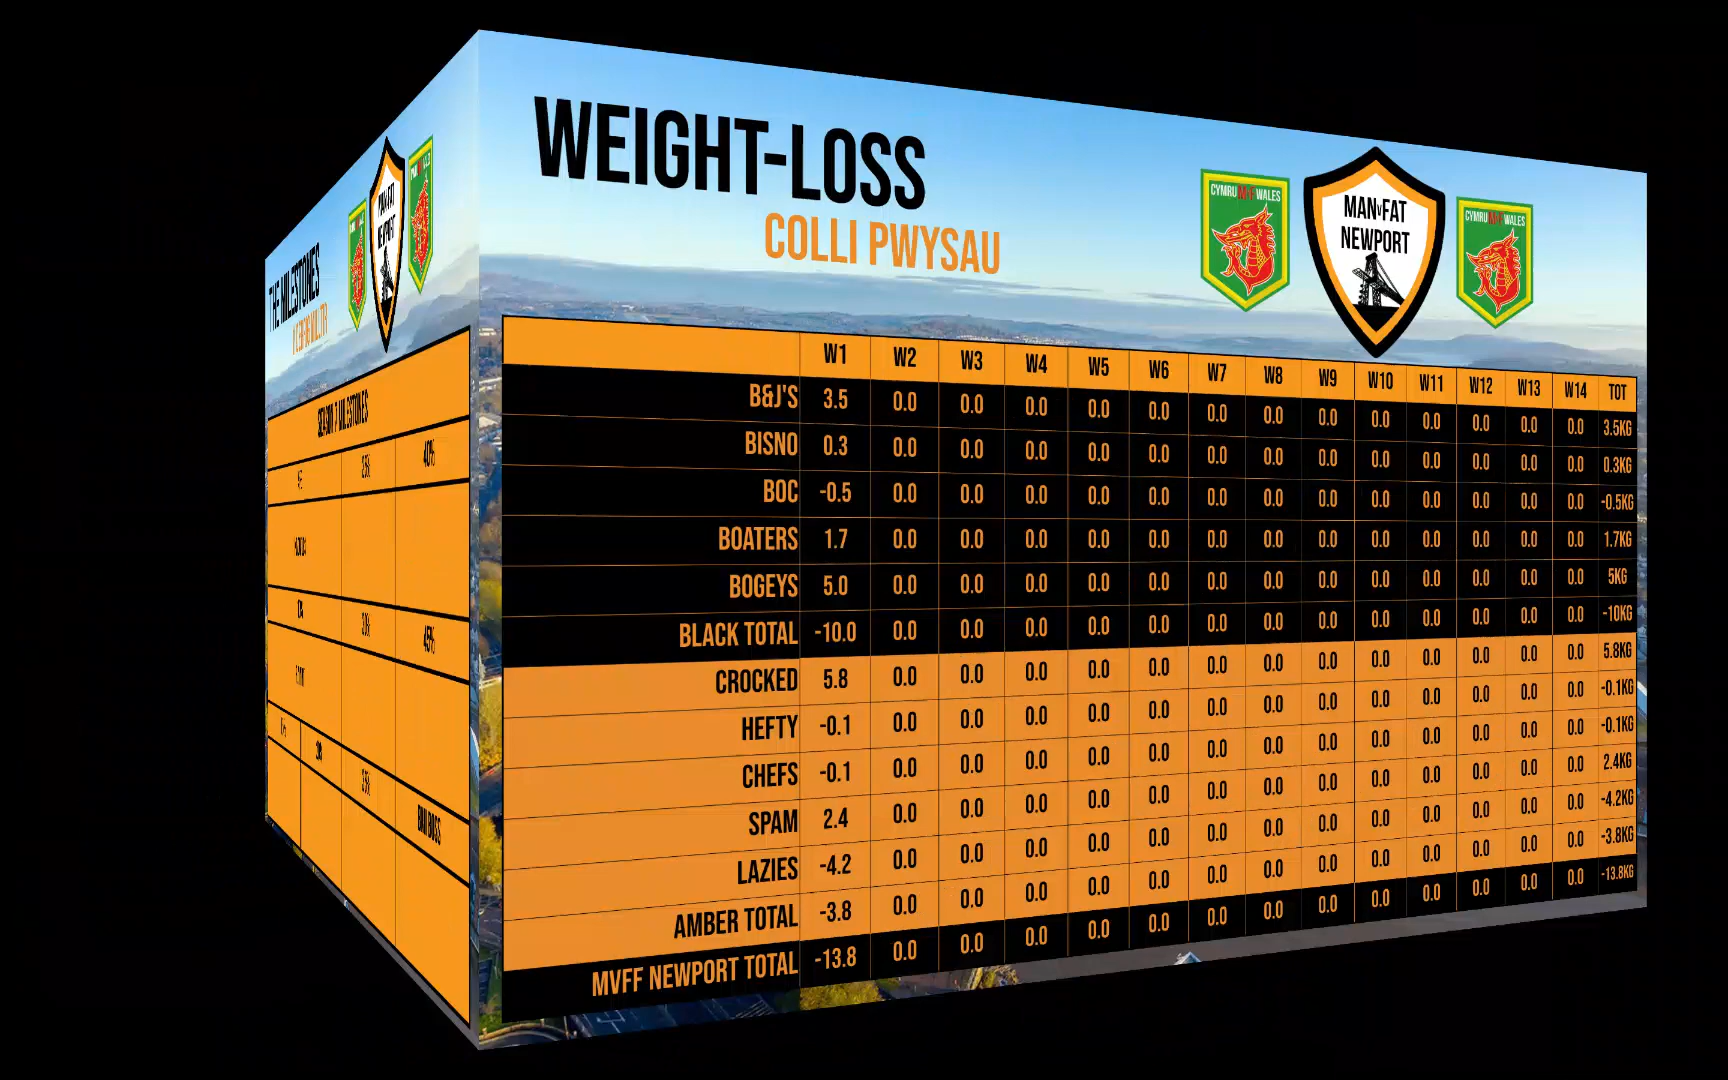 THE MILESTONES
SEASON 7 MILESTONES
40%
45%
WEIGHT-LOSS
COLLI PWYSAU
CYMRU MVF WALES
MANVFAT
NEWPORT
CYMRU MVF WALES
W1 W2 W3 W4 W5 W6 W7 W8 W9 W10 W11 W12 W13 W14 TOT
B&J'S 3.5 0.0 0.0 0.0 0.0 0.0 0.0 0.0 0.0 0.0 0.0 0.0 0.0 0.0 3.5KG
BISNO 0.3 0.0 0.0 0.0 0.0 0.0 0.0 0.0 0.0 0.0 0.0 0.0 0.0 0.0 0.3KG
BOC -0.5 0.0 0.0 0.0 0.0 0.0 0.0 0.0 0.0 0.0 0.0 0.0 0.0 0.0 -0.5KG
BOATERS 1.7 0.0 0.0 0.0 0.0 0.0 0.0 0.0 0.0 0.0 0.0 0.0 0.0 0.0 1.7KG
BOGEYS 5.0 0.0 0.0 0.0 0.0 0.0 0.0 0.0 0.0 0.0 0.0 0.0 0.0 0.0 5KG
BLACK TOTAL -10.0 0.0 0.0 0.0 0.0 0.0 0.0 0.0 0.0 0.0 0.0 0.0 0.0 0.0 -10KG
CROCKED 5.8 0.0 0.0 0.0 0.0 0.0 0.0 0.0 0.0 0.0 0.0 0.0 0.0 0.0 5.8KG
HEFTY -0.1 0.0 0.0 0.0 0.0 0.0 0.0 0.0 0.0 0.0 0.0 0.0 0.0 0.0 -0.1KG
CHEFS -0.1 0.0 0.0 0.0 0.0 0.0 0.0 0.0 0.0 0.0 0.0 0.0 0.0 0.0 -0.1KG
SPAM 2.4 0.0 0.0 0.0 0.0 0.0 0.0 0.0 0.0 0.0 0.0 0.0 0.0 0.0 2.4KG
LAZIES -4.2 0.0 0.0 0.0 0.0 0.0 0.0 0.0 0.0 0.0 0.0 0.0 0.0 0.0 -4.2KG
AMBER TOTAL -3.8 0.0 0.0 0.0 0.0 0.0 0.0 0.0 0.0 0.0 0.0 0.0 0.0 0.0 -3.8KG
MVFF NEWPORT TOTAL -13.8 0.0 0.0 0.0 0.0 0.0 0.0 0.0 0.0 0.0 0.0 0.0 0.0 0.0 -13.8KG